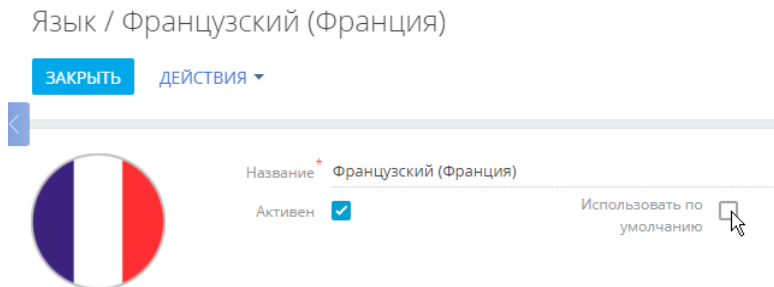 Язык / Французский (Франция)
ЗАКРЫТЬ ДЕЙСТВИЯ
Название* Французский (Франция)
Активен Использовать по
умолчанию